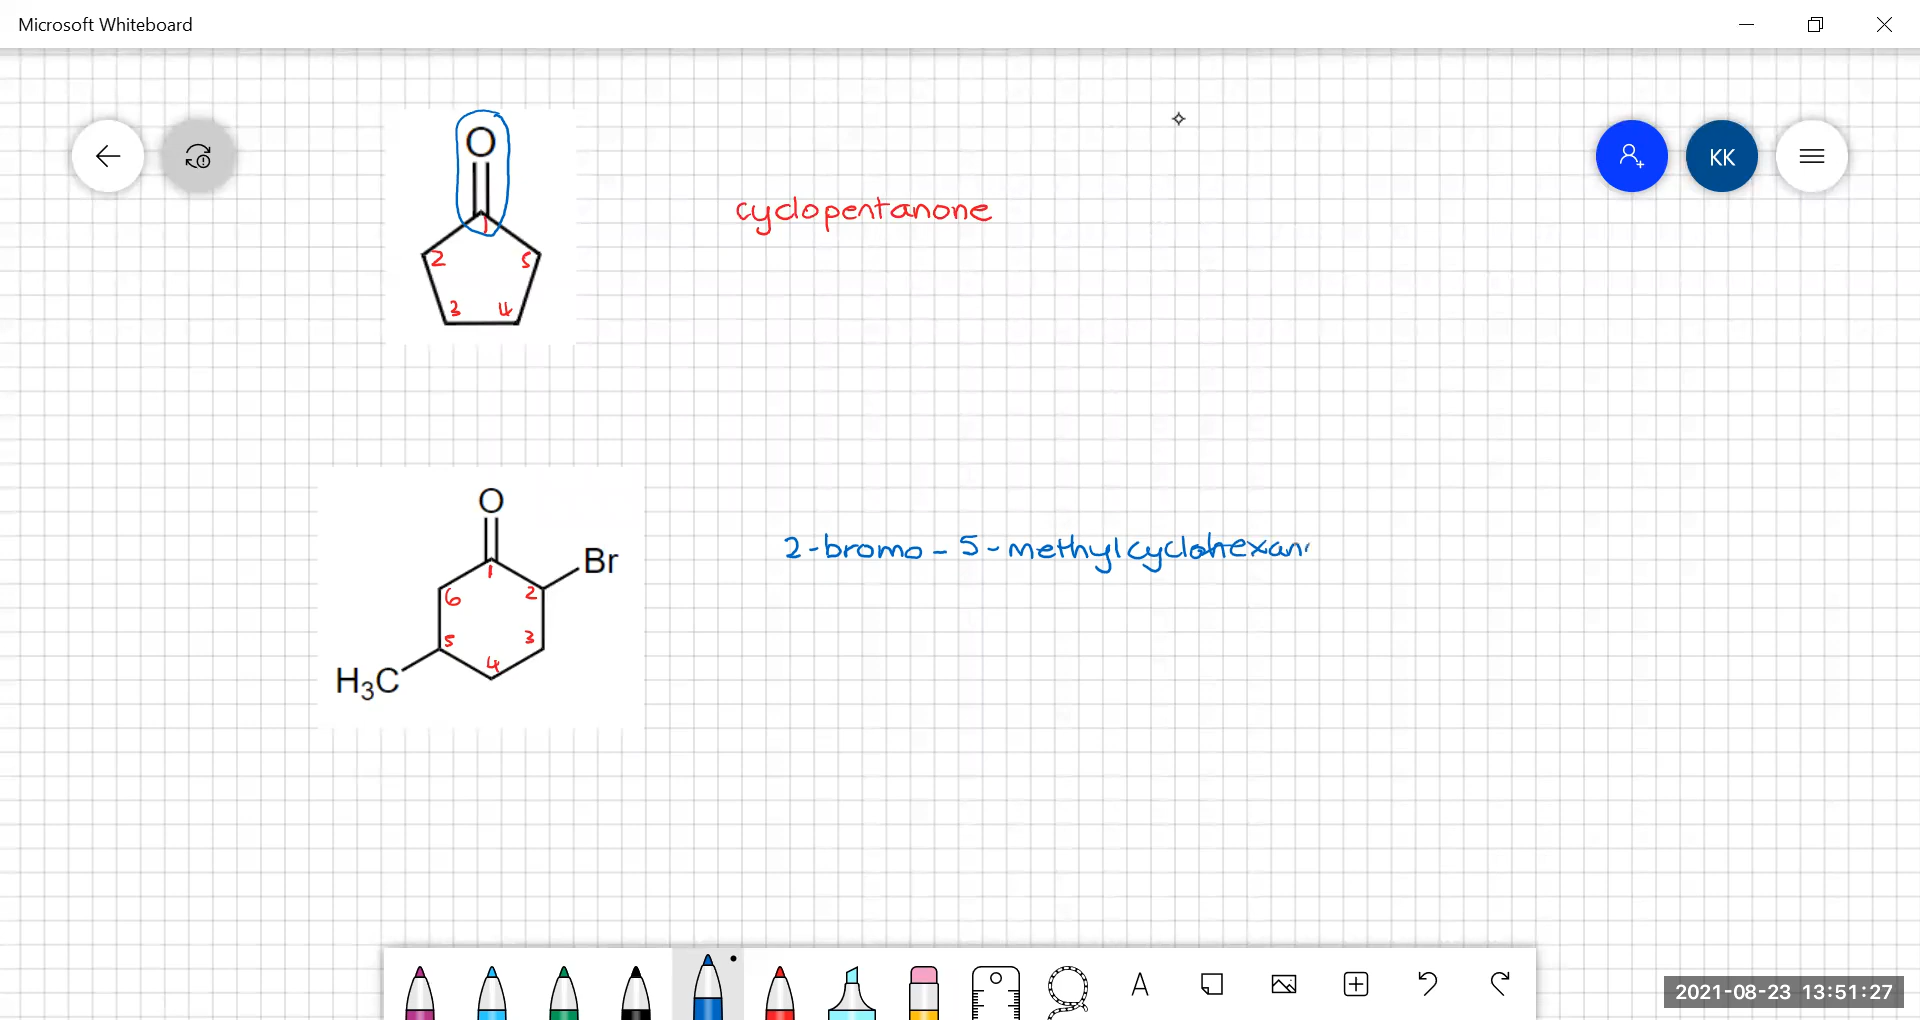 Microsoft Whiteboard
O
1
2
5
3
4
cyclopentanone
KK
O
Br
1
6
2
5
3
4
H₃C
2-bromo-5-methylcyclohexan
A
2021-08-23 13:51:27